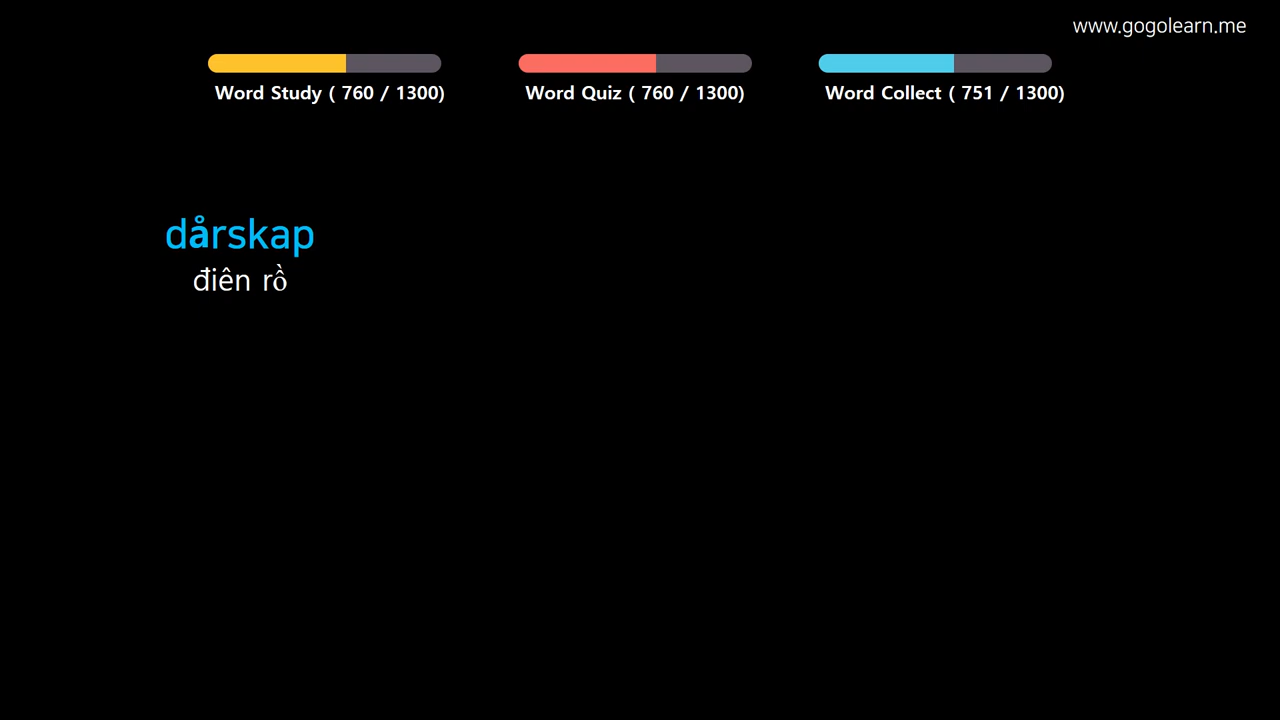 www.gogolearn.me
Word Study ( 760 / 1300)
Word Quiz ( 760 / 1300)
Word Collect ( 751 / 1300)
dårskap
điên rồ